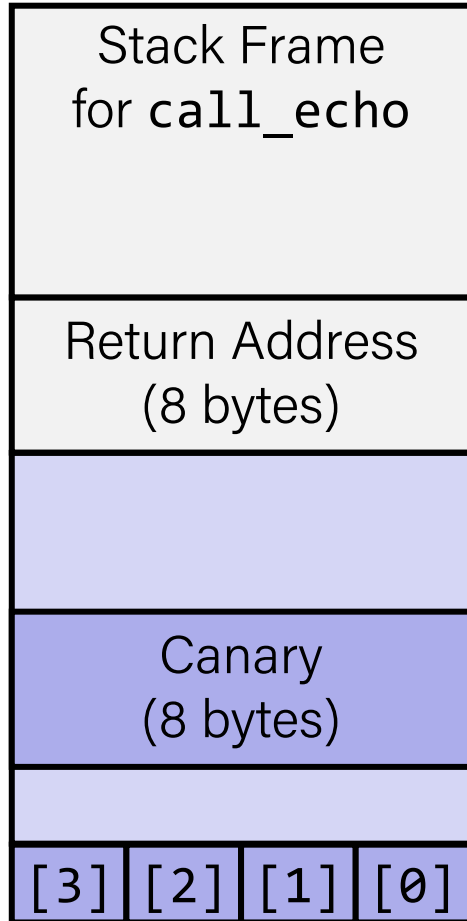 Stack Frame
for call_echo
Return Address
(8 bytes)
Canary
(8 bytes)
[3] [2] [1] [0]